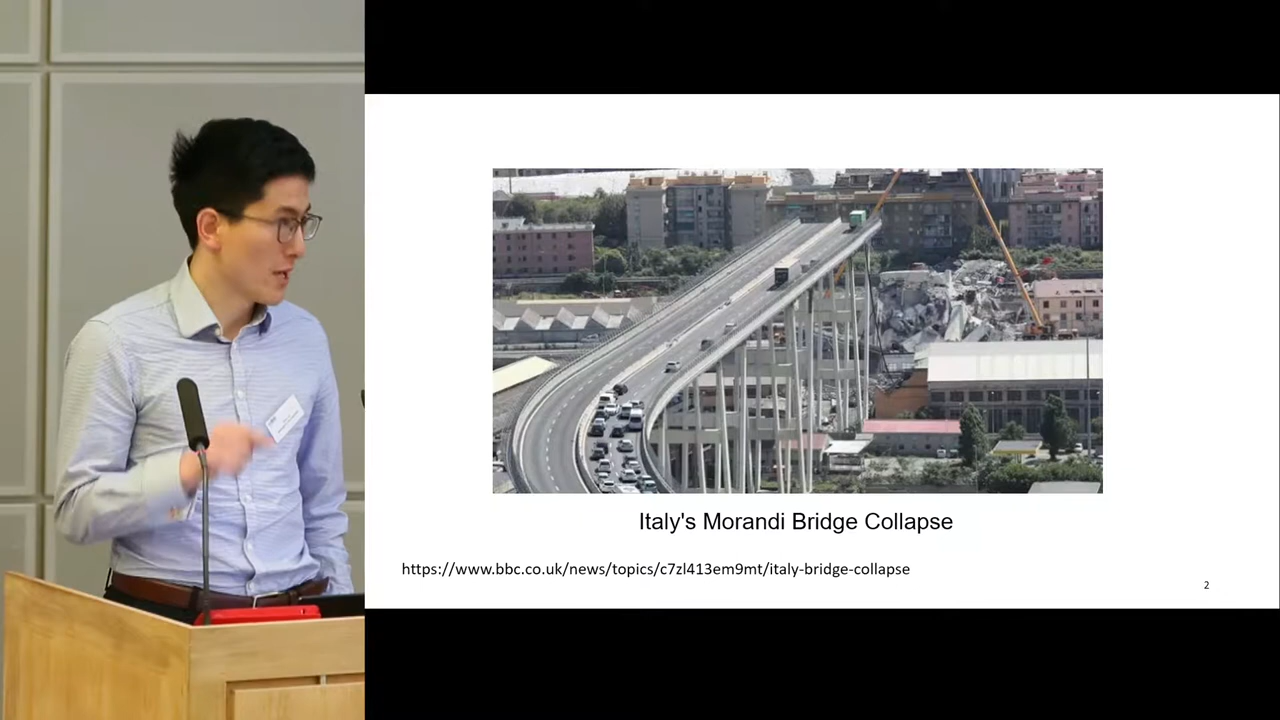 Italy's Morandi Bridge Collapse
https://www.bbc.co.uk/news/topics/c7zl413em9mt/italy-bridge-collapse
2